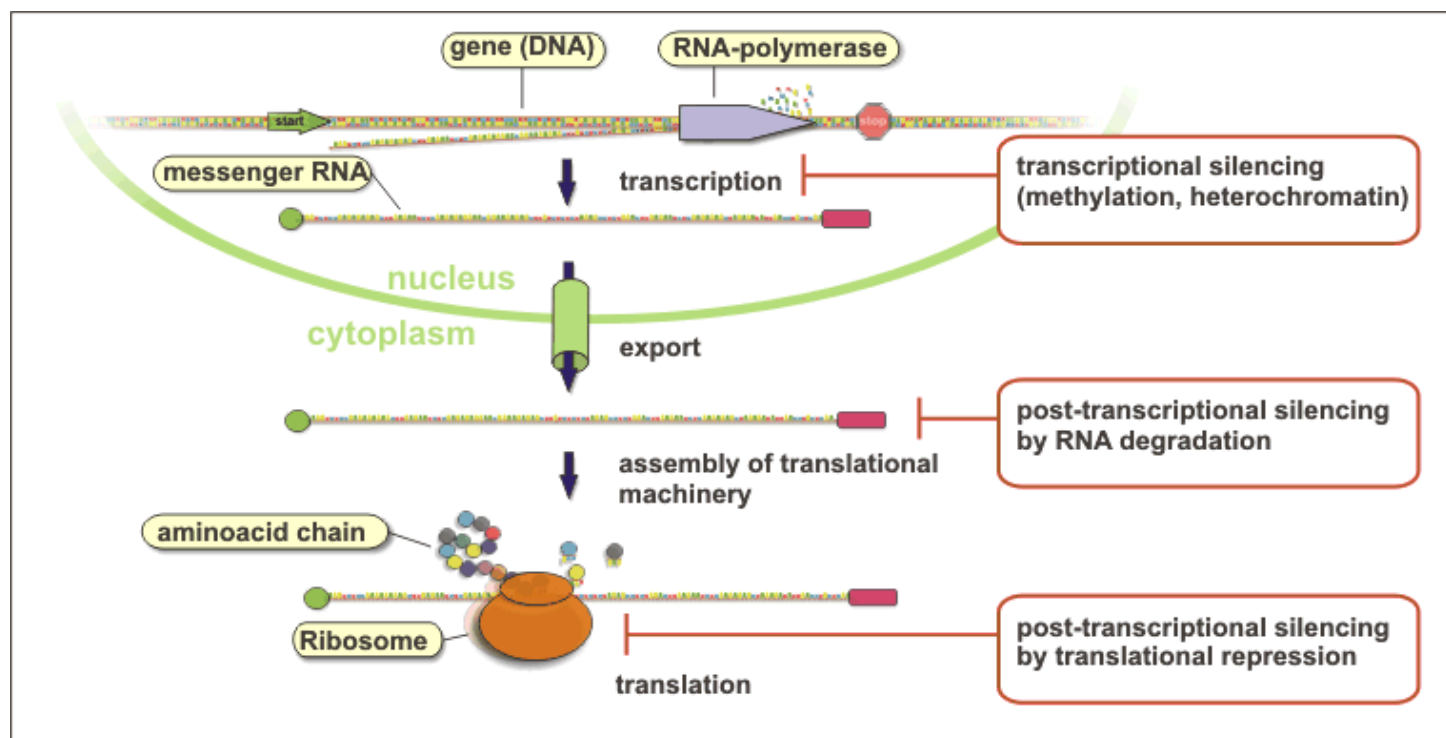 gene (DNA)
RNA-polymerase
start
stop
messenger RNA
transcription
transcriptional silencing
(methylation, heterochromatin)
nucleus
cytoplasm
export
post-transcriptional silencing
by RNA degradation
assembly of translational
machinery
aminoacid chain
Ribosome
post-transcriptional silencing
by translational repression
translation